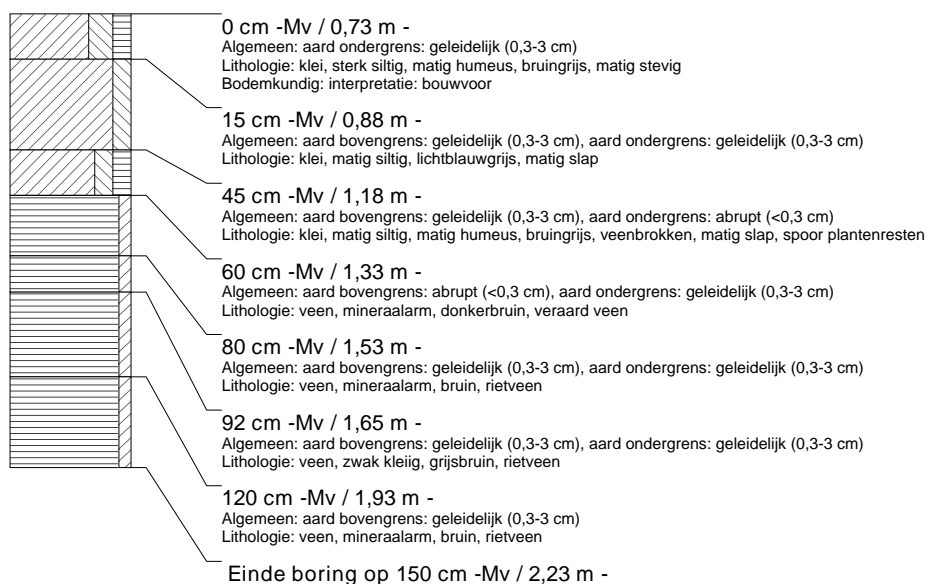 0 cm -Mv / 0,73 m -
Algemeen: aard ondergrens: geleidelijk (0,3-3 cm)
Lithologie: klei, sterk siltig, matig humeus, bruingrijs, matig stevig
Bodemkundig: interpretatie: bouwvoor
15 cm -Mv / 0,88 m -
Algemeen: aard bovengrens: geleidelijk (0,3-3 cm), aard ondergrens: geleidelijk (0,3-3 cm)
Lithologie: klei, matig siltig, lichtblauwgrijs, matig slap
45 cm -Mv / 1,18 m -
Algemeen: aard bovengrens: geleidelijk (0,3-3 cm), aard ondergrens: abrupt (<0,3 cm)
Lithologie: klei, matig siltig, matig humeus, bruingrijs, veenbrokken, matig slap, spoor plantenresten
60 cm -Mv / 1,33 m -
Algemeen: aard bovengrens: abrupt (<0,3 cm), aard ondergrens: geleidelijk (0,3-3 cm)
Lithologie: veen, mineraalarm, donkerbruin, veraard veen
80 cm -Mv / 1,53 m -
Algemeen: aard bovengrens: geleidelijk (0,3-3 cm), aard ondergrens: geleidelijk (0,3-3 cm)
Lithologie: veen, mineraalarm, bruin, rietveen
92 cm -Mv / 1,65 m -
Algemeen: aard bovengrens: geleidelijk (0,3-3 cm), aard ondergrens: geleidelijk (0,3-3 cm)
Lithologie: veen, zwak kleiig, grijsbruin, rietveen
120 cm -Mv / 1,93 m -
Algemeen: aard bovengrens: geleidelijk (0,3-3 cm)
Lithologie: veen, mineraalarm, bruin, rietveen
Einde boring op 150 cm -Mv / 2,23 m -